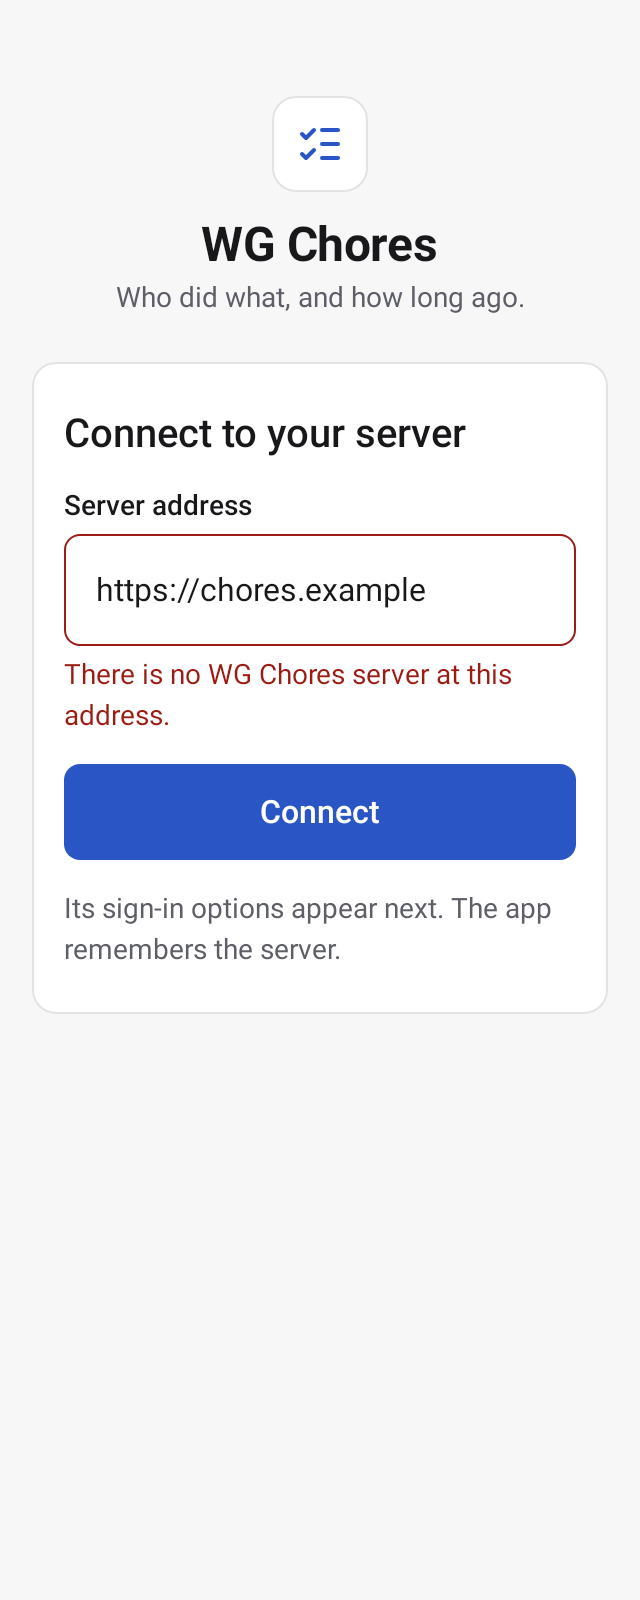 WG Chores
Who did what, and how long ago.
Connect to your server
Server address
https://chores.example
There is no WG Chores server at this
address.
Connect
Its sign-in options appear next. The app
remembers the server.